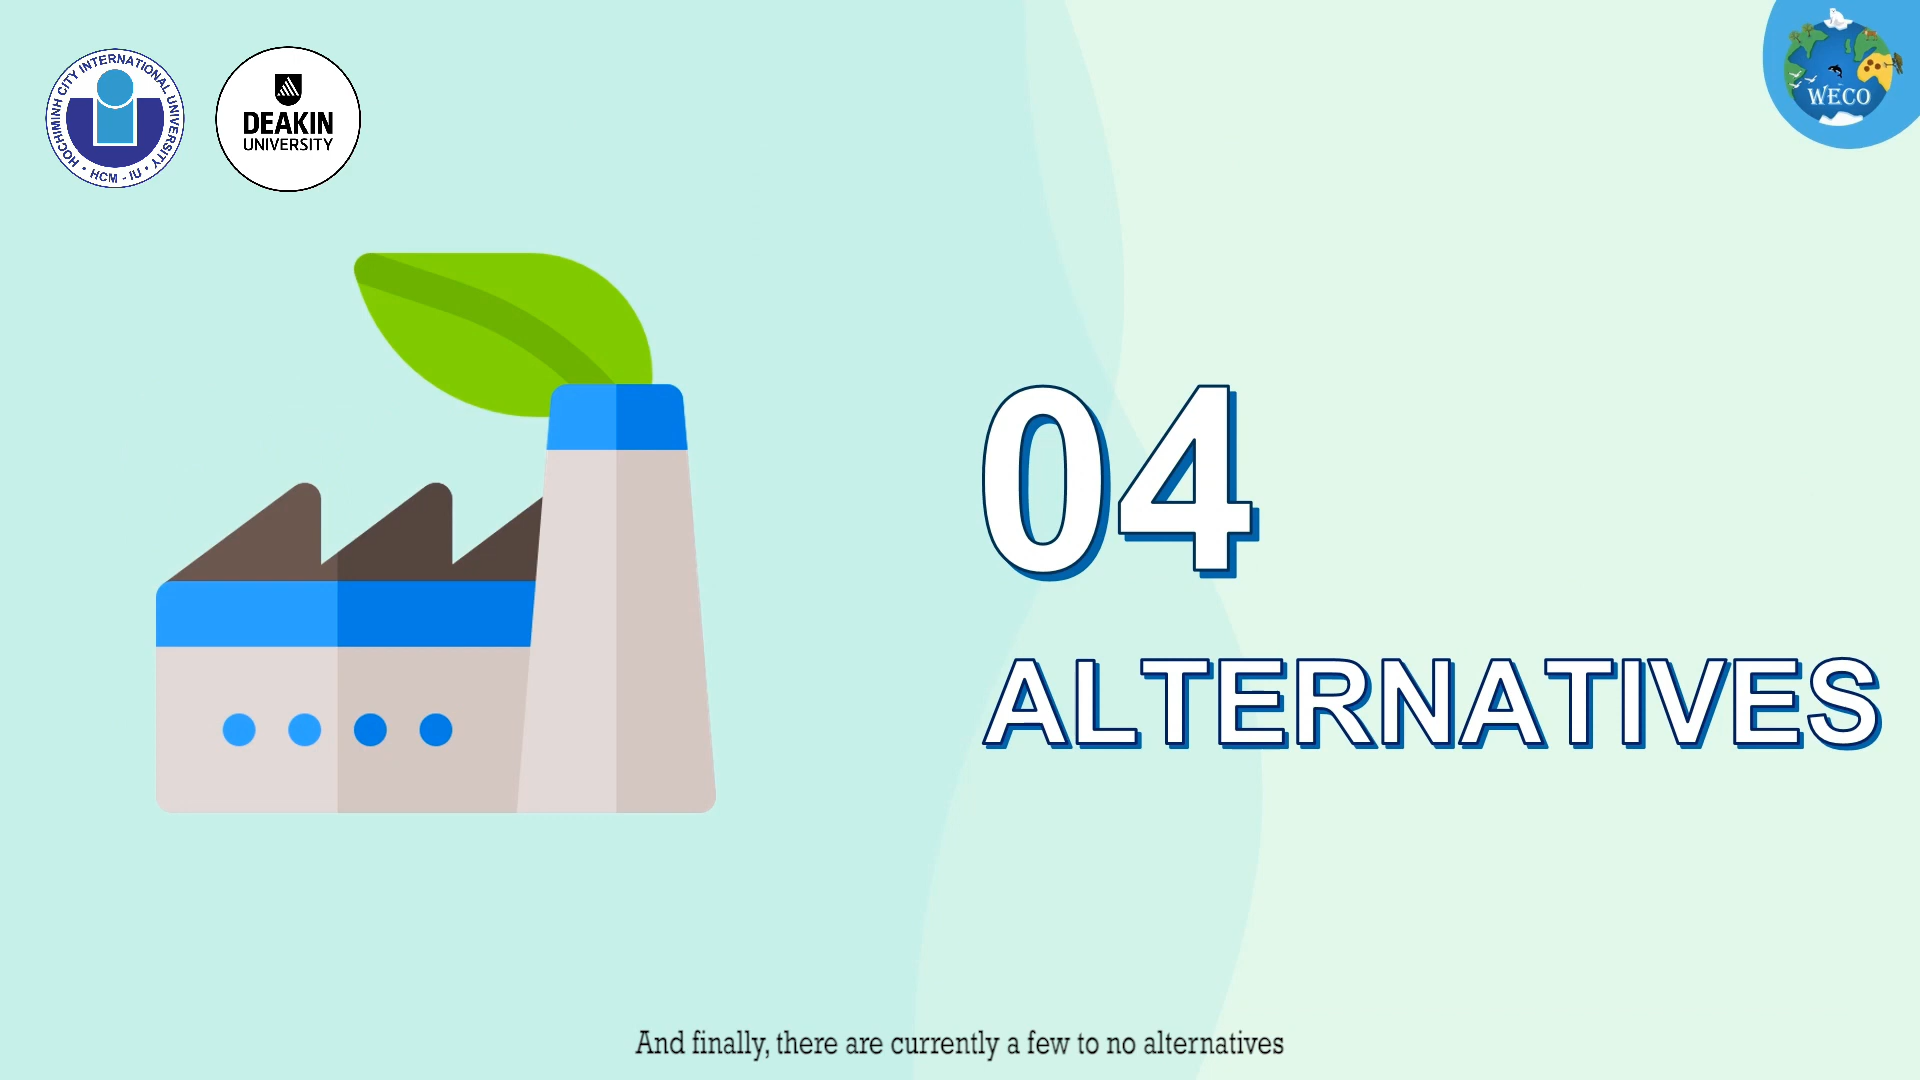 HOCHIMINH CITY INTERNATIONAL UNIVERSITY
• HCM - IU •
DEAKIN
UNIVERSITY
WECO
04
ALTERNATIVES
And finally, there are currently a few to no alternatives